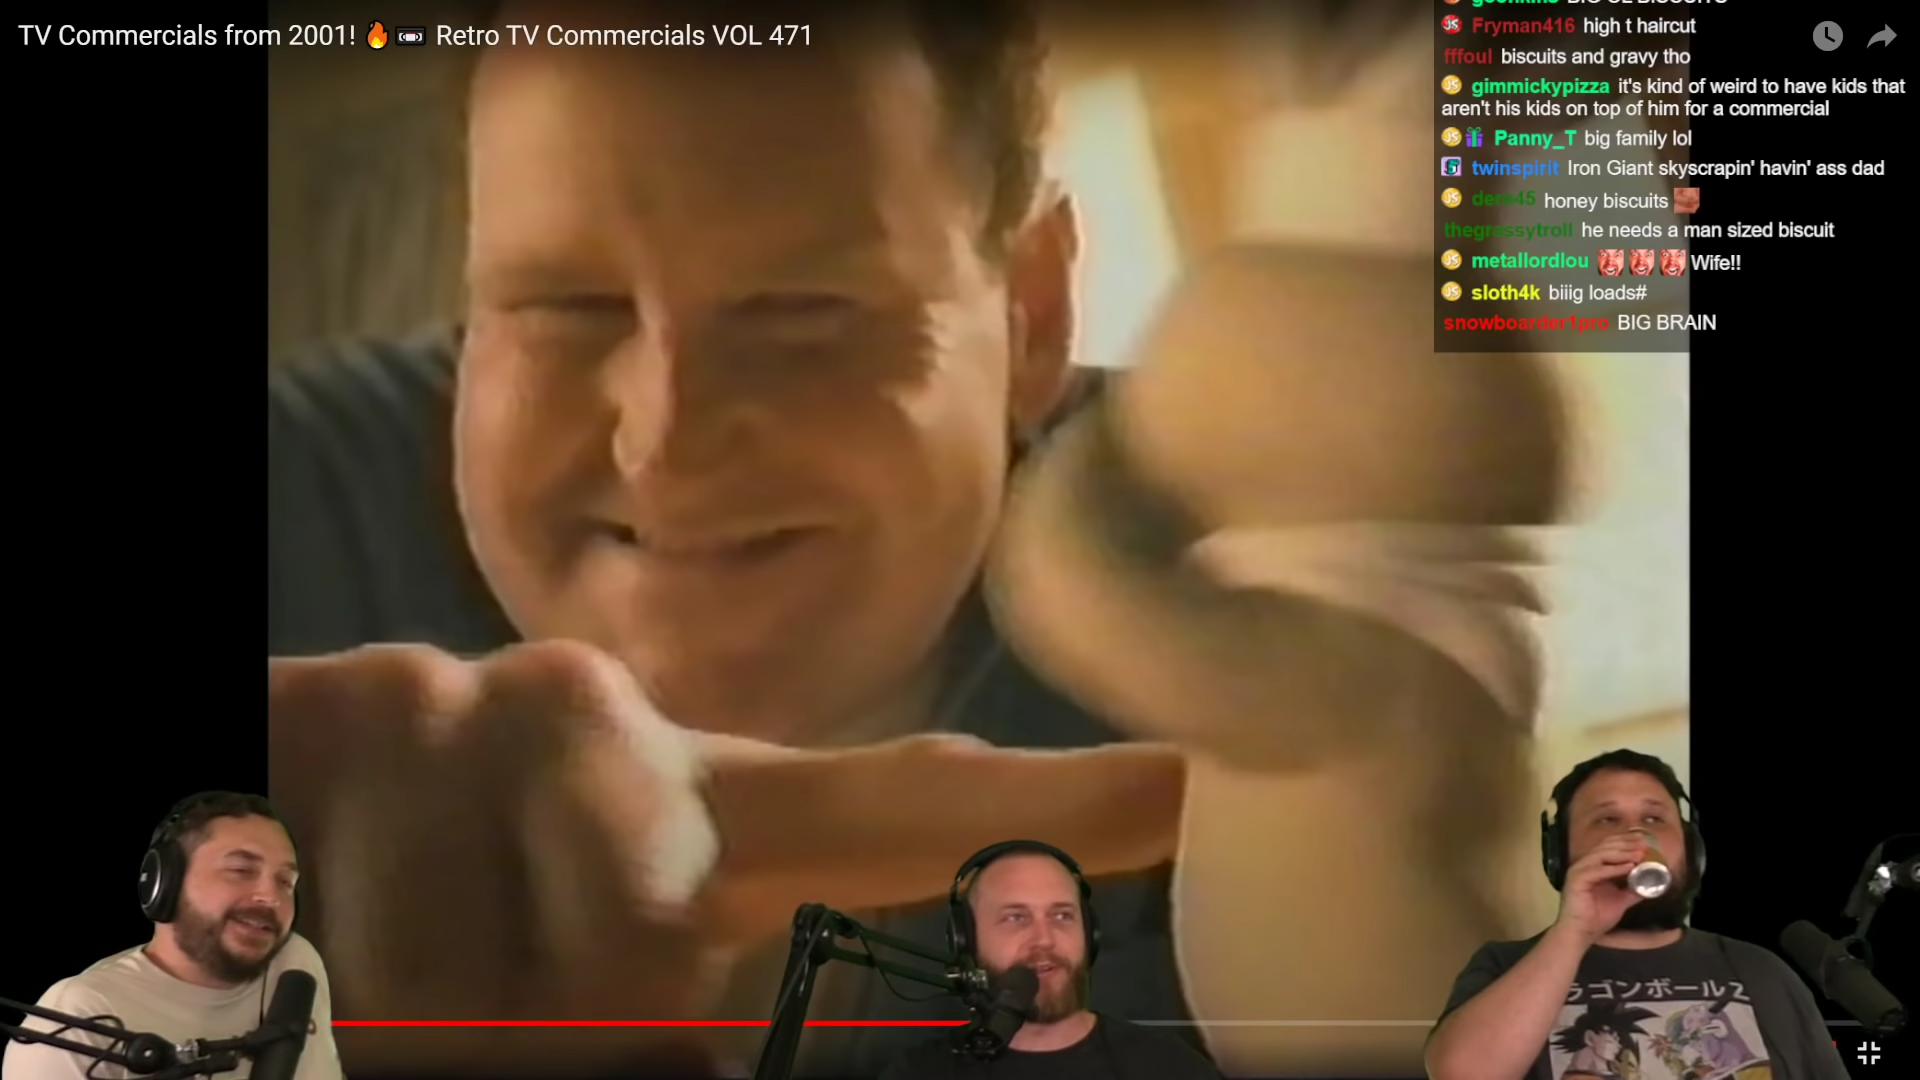 TV Commercials from 2001!🔥📼 Retro TV Commercials VOL 471
Fryman416 high t haircut
fffoul biscuits and gravy tho
gimmickypizza it's kind of weird to have kids that
aren't his kids on top of him for a commercial
Panny_T big family lol
twinspirit Iron Giant skyscrapin' havin' ass dad
honey biscuits
thegrassytroll he needs a man sized biscuit
metallordlou Wife!!
sloth4k biiig loads#
snowboarder1pro BIG BRAIN
ラゴンボールZ